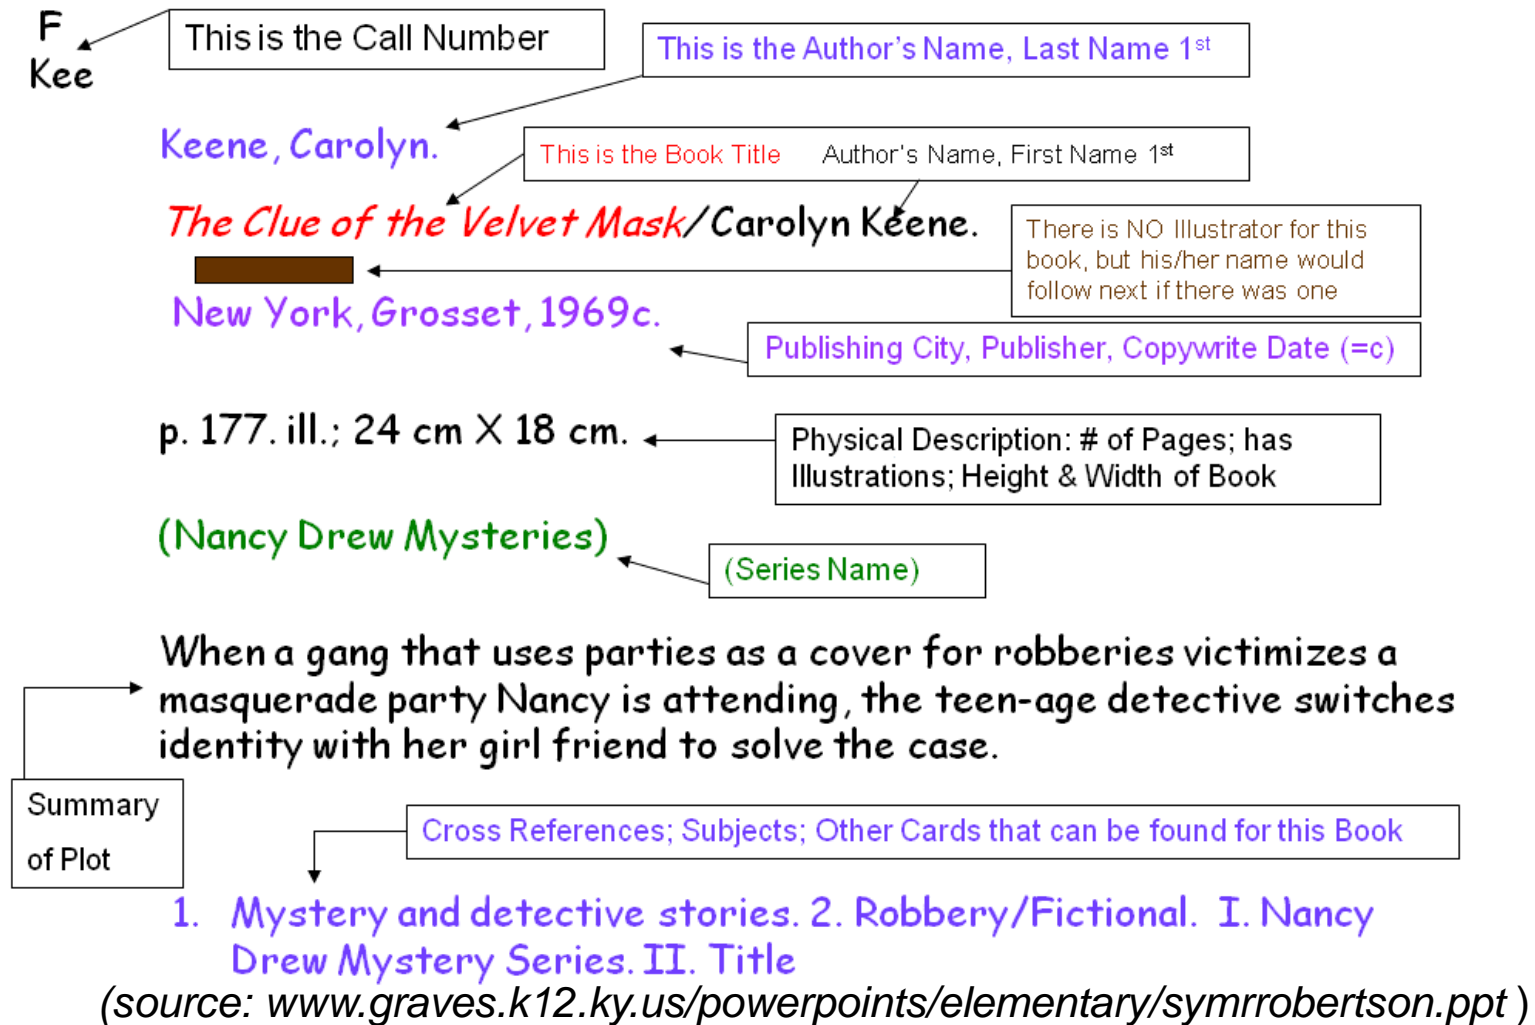 F
Kee
This is the Call Number
This is the Author's Name, Last Name 1st
Keene, Carolyn.
This is the Book Title Author's Name, First Name 1st
The Clue of the Velvet Mask/Carolyn Keene.
There is NO Illustrator for this
book, but his/her name would
follow next if there was one
New York, Grosset, 1969c.
Publishing City, Publisher, Copywrite Date (=c)
p. 177. ill.; 24 cm X 18 cm.
Physical Description: # of Pages; has
Illustrations; Height & Width of Book
(Nancy Drew Mysteries)
(Series Name)
When a gang that uses parties as a cover for robberies victimizes a
masquerade party Nancy is attending, the teen-age detective switches
identity with her girl friend to solve the case.
Summary
of Plot
Cross References; Subjects; Other Cards that can be found for this Book
1. Mystery and detective stories. 2. Robbery/Fictional. I. Nancy
Drew Mystery Series. II. Title
(source: www.graves.k12.ky.us/powerpoints/elementary/symrrobertson.ppt )